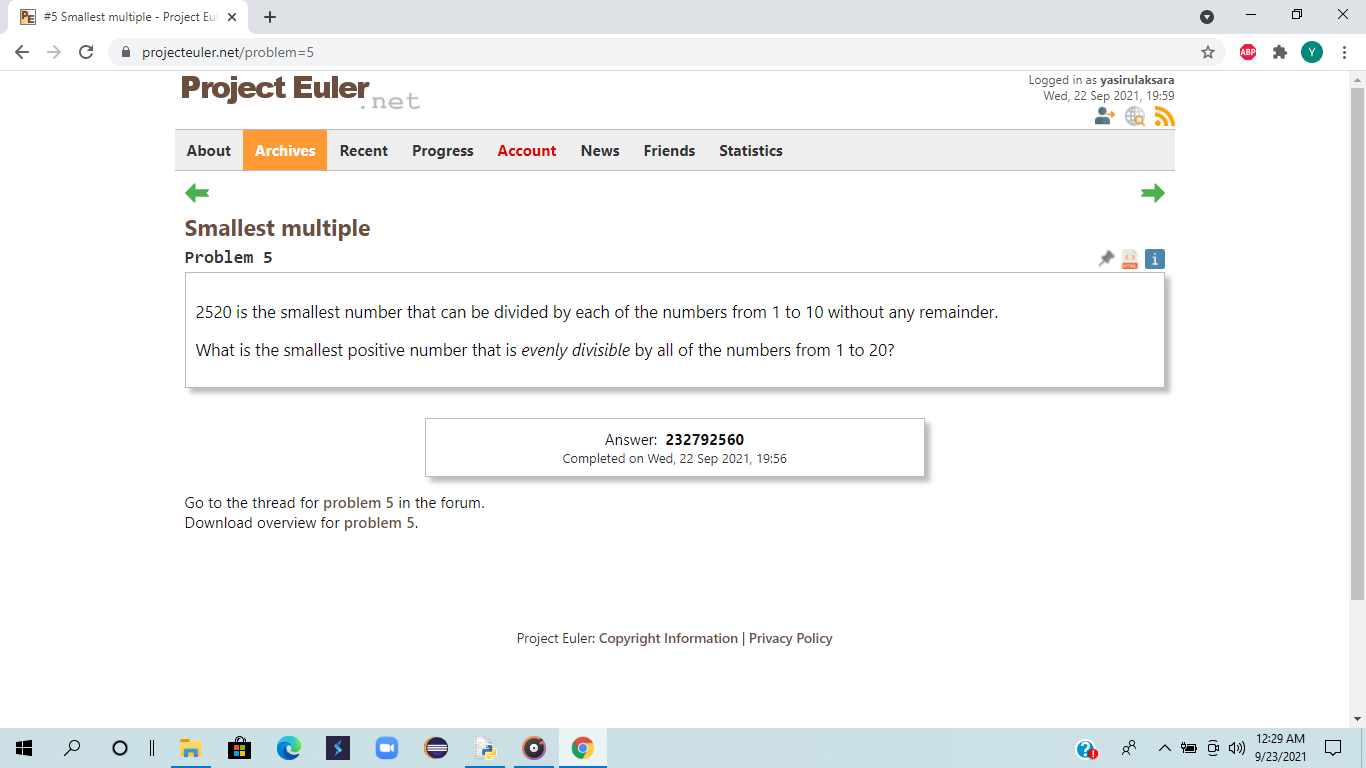 #5 Smallest multiple - Project Eul
projecteuler.net/problem=5
ABP
Y
Project Euler.net
Logged in as yasirulaksara
Wed, 22 Sep 2021, 19:59
About Archives Recent Progress Account News Friends Statistics
Smallest multiple
Problem 5
2520 is the smallest number that can be divided by each of the numbers from 1 to 10 without any remainder.
What is the smallest positive number that is evenly divisible by all of the numbers from 1 to 20?
Answer: 232792560
Completed on Wed, 22 Sep 2021, 19:56
Go to the thread for problem 5 in the forum.
Download overview for problem 5.
Project Euler: Copyright Information | Privacy Policy
12:29 AM
9/23/2021